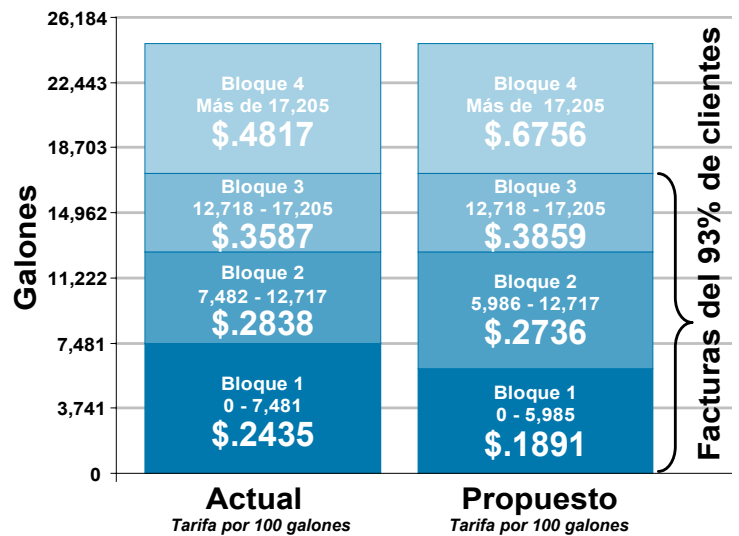 26,184
22,443
18,703
14,962
11,222
7,481
3,741
0
Galones
Bloque 4
Más de 17,205
$.4817
Bloque 3
12,718 - 17,205
$.3587
Bloque 2
7,482 - 12,717
$.2838
Bloque 1
0 - 7,481
$.2435
Actual
Tarifa por 100 galones
Bloque 4
Más de 17,205
$.6756
Bloque 3
12,718 - 17,205
$.3859
Bloque 2
5,986 - 12,717
$.2736
Bloque 1
0 - 5,985
$.1891
Propuesto
Tarifa por 100 galones
Facturas del 93% de clientes